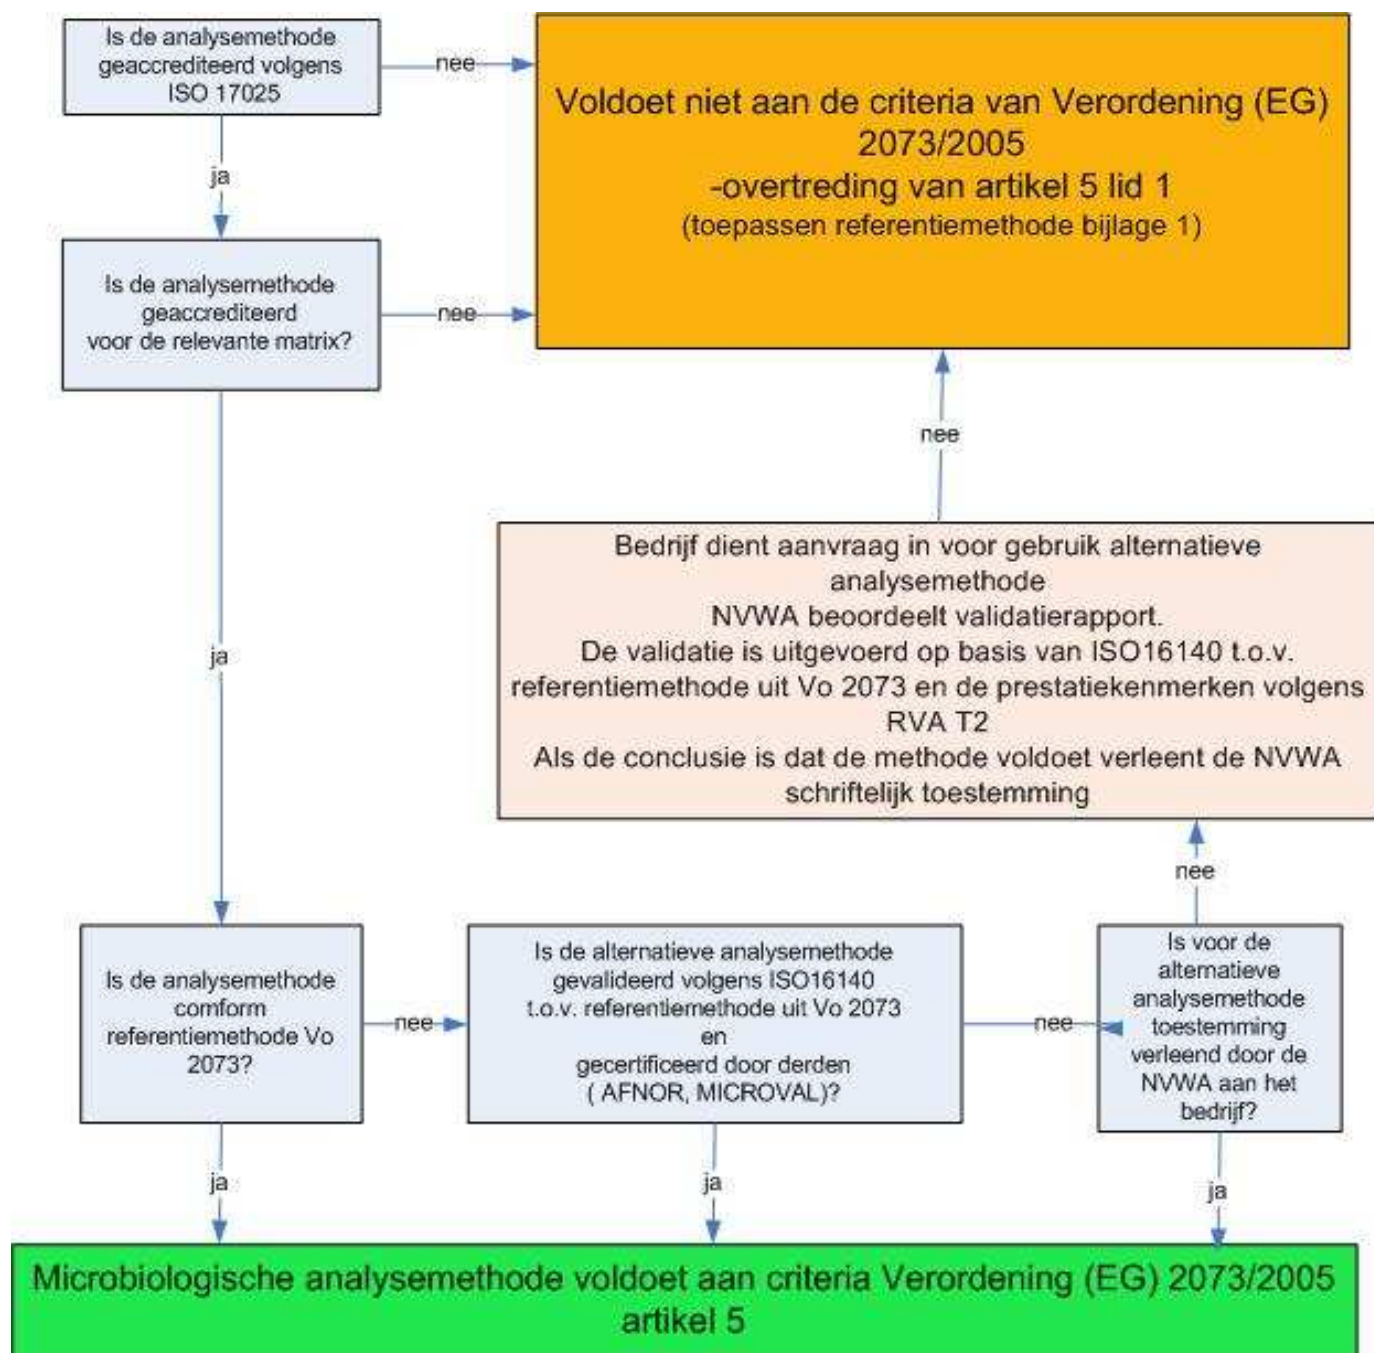 Is de analysemethode
geaccrediteerd volgens
ISO 17025
nee
Voldoet niet aan de criteria van Verordening (EG)
2073/2005
-overtreding van artikel 5 lid 1
(toepassen referentiemethode bijlage 1)
ja
Is de analysemethode
geaccrediteerd
voor de relevante matrix?
nee
nee
Bedrijf dient aanvraag in voor gebruik alternatieve
analysemethode
NVWA beoordeelt validatierapport.
De validatie is uitgevoerd op basis van ISO16140 t.o.v.
referentiemethode uit Vo 2073 en de prestatiekenmerken volgens
RVA T2
Als de conclusie is dat de methode voldoet verleent de NVWA
schriftelijk toestemming
ja
nee
Is de analysemethode
comform
referentiemethode Vo
2073?
nee
Is de alternatieve analysemethode
gevalideerd volgens ISO16140
t.o.v. referentiemethode uit Vo 2073
en
gecertificeerd door derden
( AFNOR, MICROVAL)?
nee
Is voor de
alternatieve
analysemethode
toestemming
verleend door de
NVWA aan het
bedrijf?
ja
ja
ja
Microbiologische analysemethode voldoet aan criteria Verordening (EG) 2073/2005
artikel 5